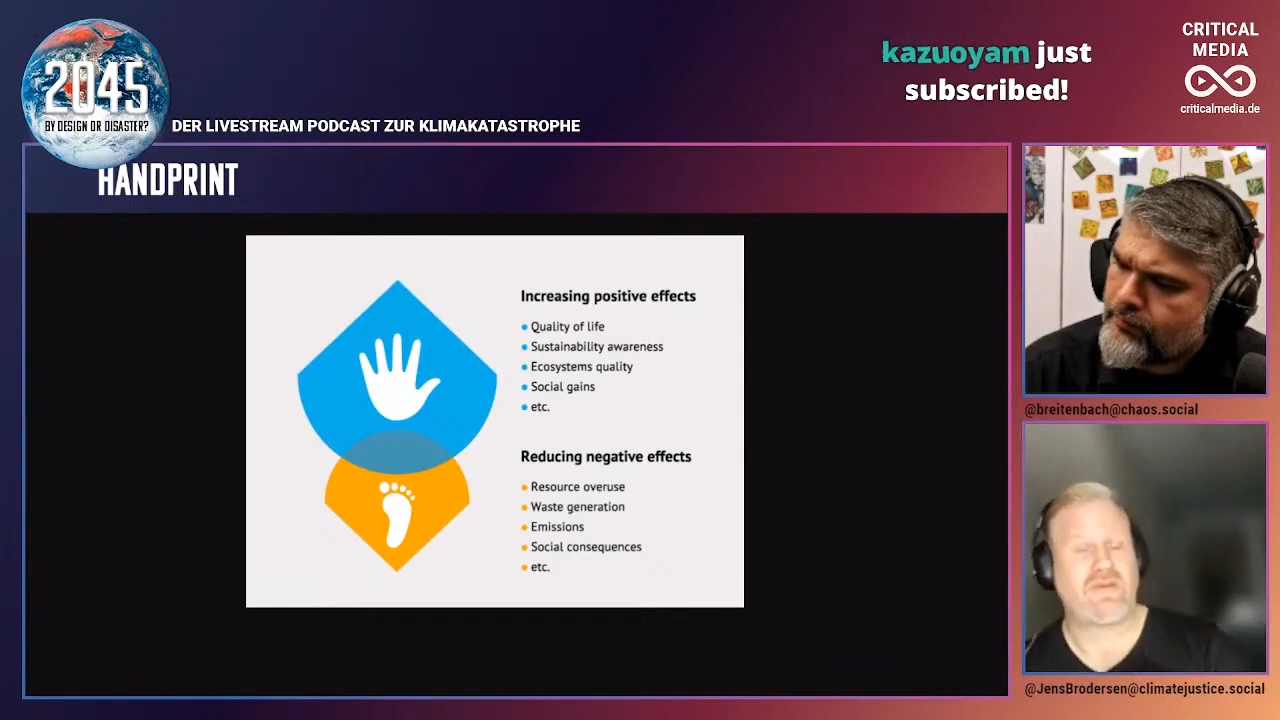 2045
BY DESIGN OR DISASTER?
DER LIVESTREAM PODCAST ZUR KLIMAKATASTROPHE
kazuoyam just
subscribed!
CRITICAL
MEDIA
criticalmedia.de
HANDPRINT
Increasing positive effects
Quality of life
Sustainability awareness
Ecosystems quality
Social gains
etc.
Reducing negative effects
Resource overuse
Waste generation
Emissions
Social consequences
etc.
@breitenbach@chaos.social
@JensBrodersen@climatejustice.social